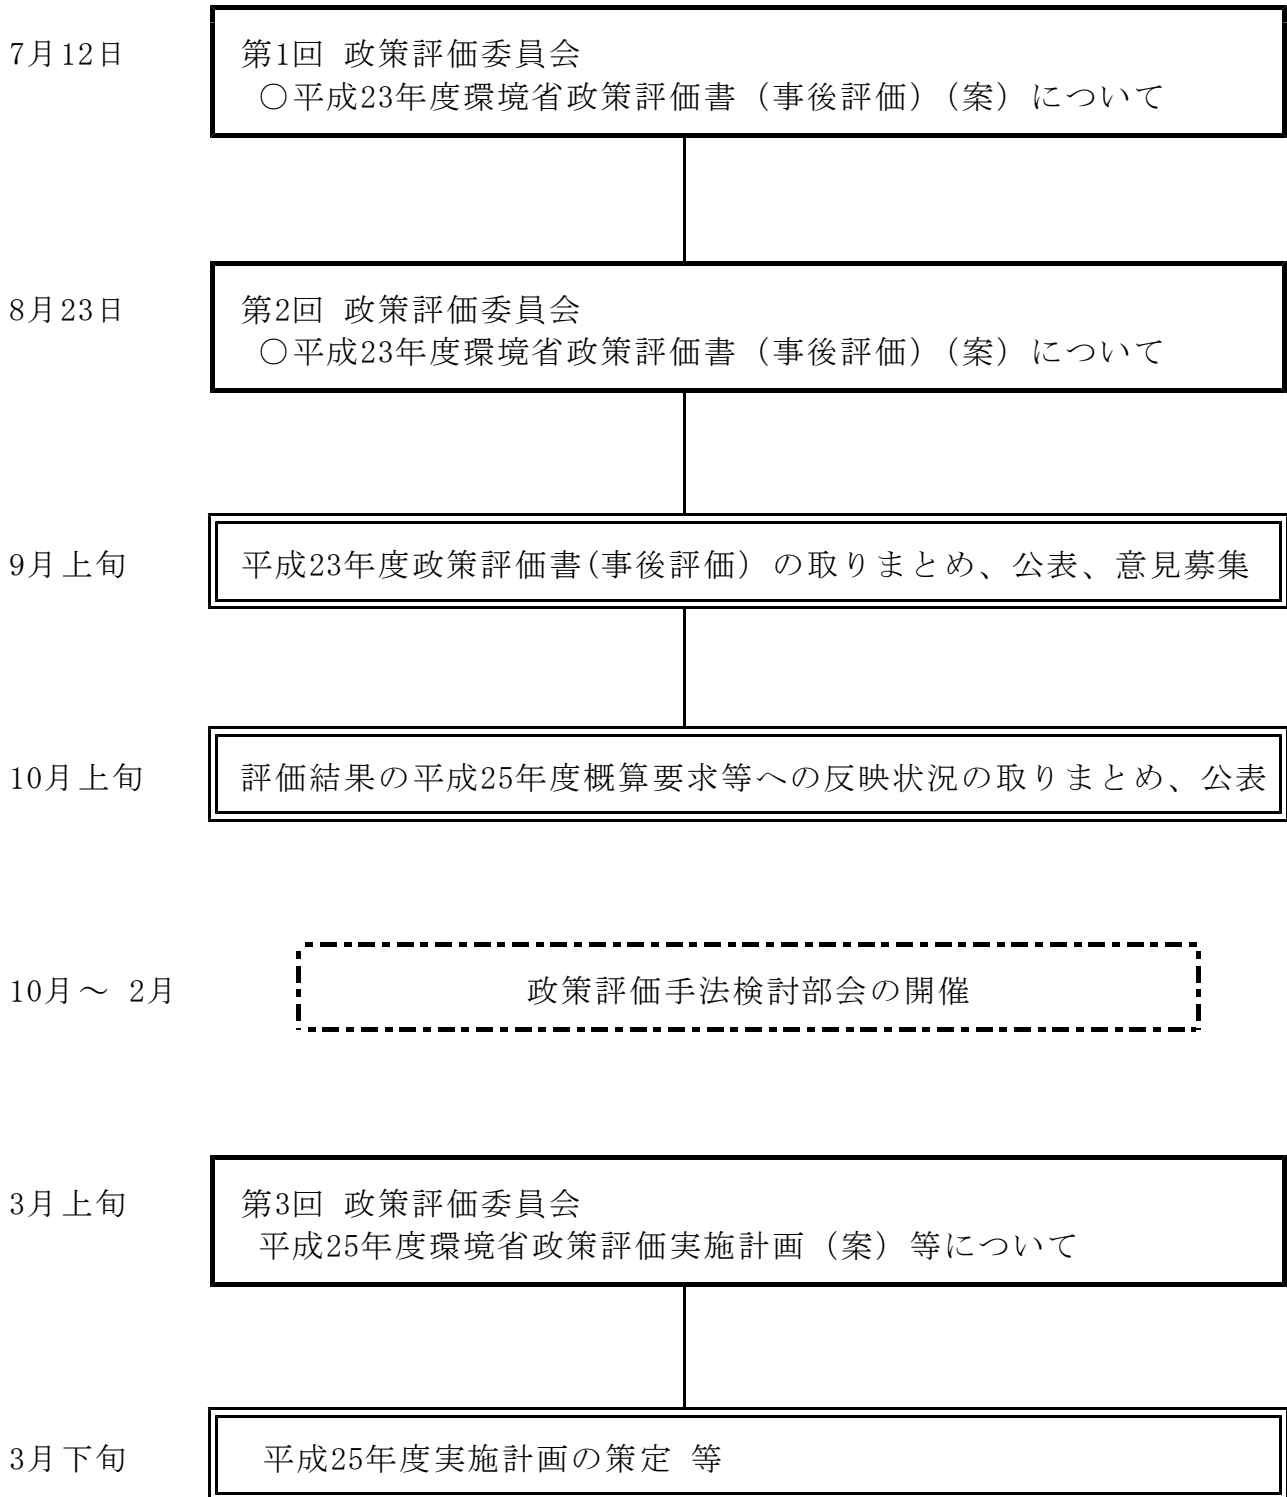 7月12日
第1回 政策評価委員会
○平成23年度環境省政策評価書（事後評価）（案）について
8月23日
第2回 政策評価委員会
○平成23年度環境省政策評価書（事後評価）（案）について
9月上旬
平成23年度政策評価書(事後評価）の取りまとめ、公表、意見募集
10月上旬
評価結果の平成25年度概算要求等への反映状況の取りまとめ、公表
10月～ 2月
政策評価手法検討部会の開催
3月上旬
第3回 政策評価委員会
平成25年度環境省政策評価実施計画（案）等について
3月下旬
平成25年度実施計画の策定 等